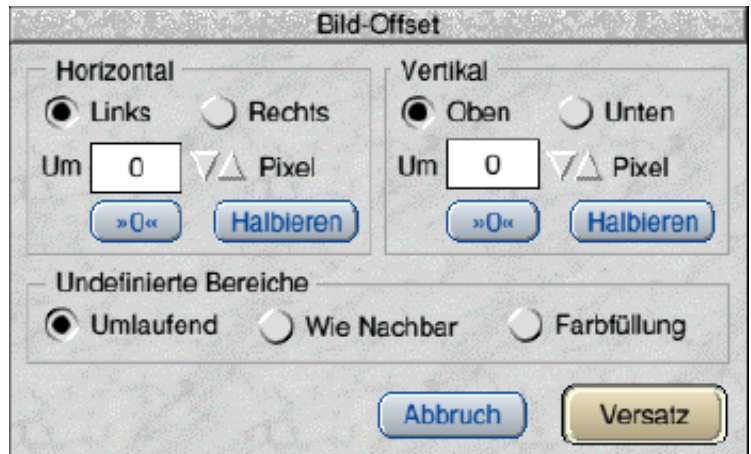 Bild-Offset
Horizontal
Links Rechts
Um 0 Pixel
»0« Halbieren
Vertikal
Oben Unten
Um 0 Pixel
»0« Halbieren
Undefinierte Bereiche
Umlaufend Wie Nachbar Farbfüllung
Abbruch Versatz